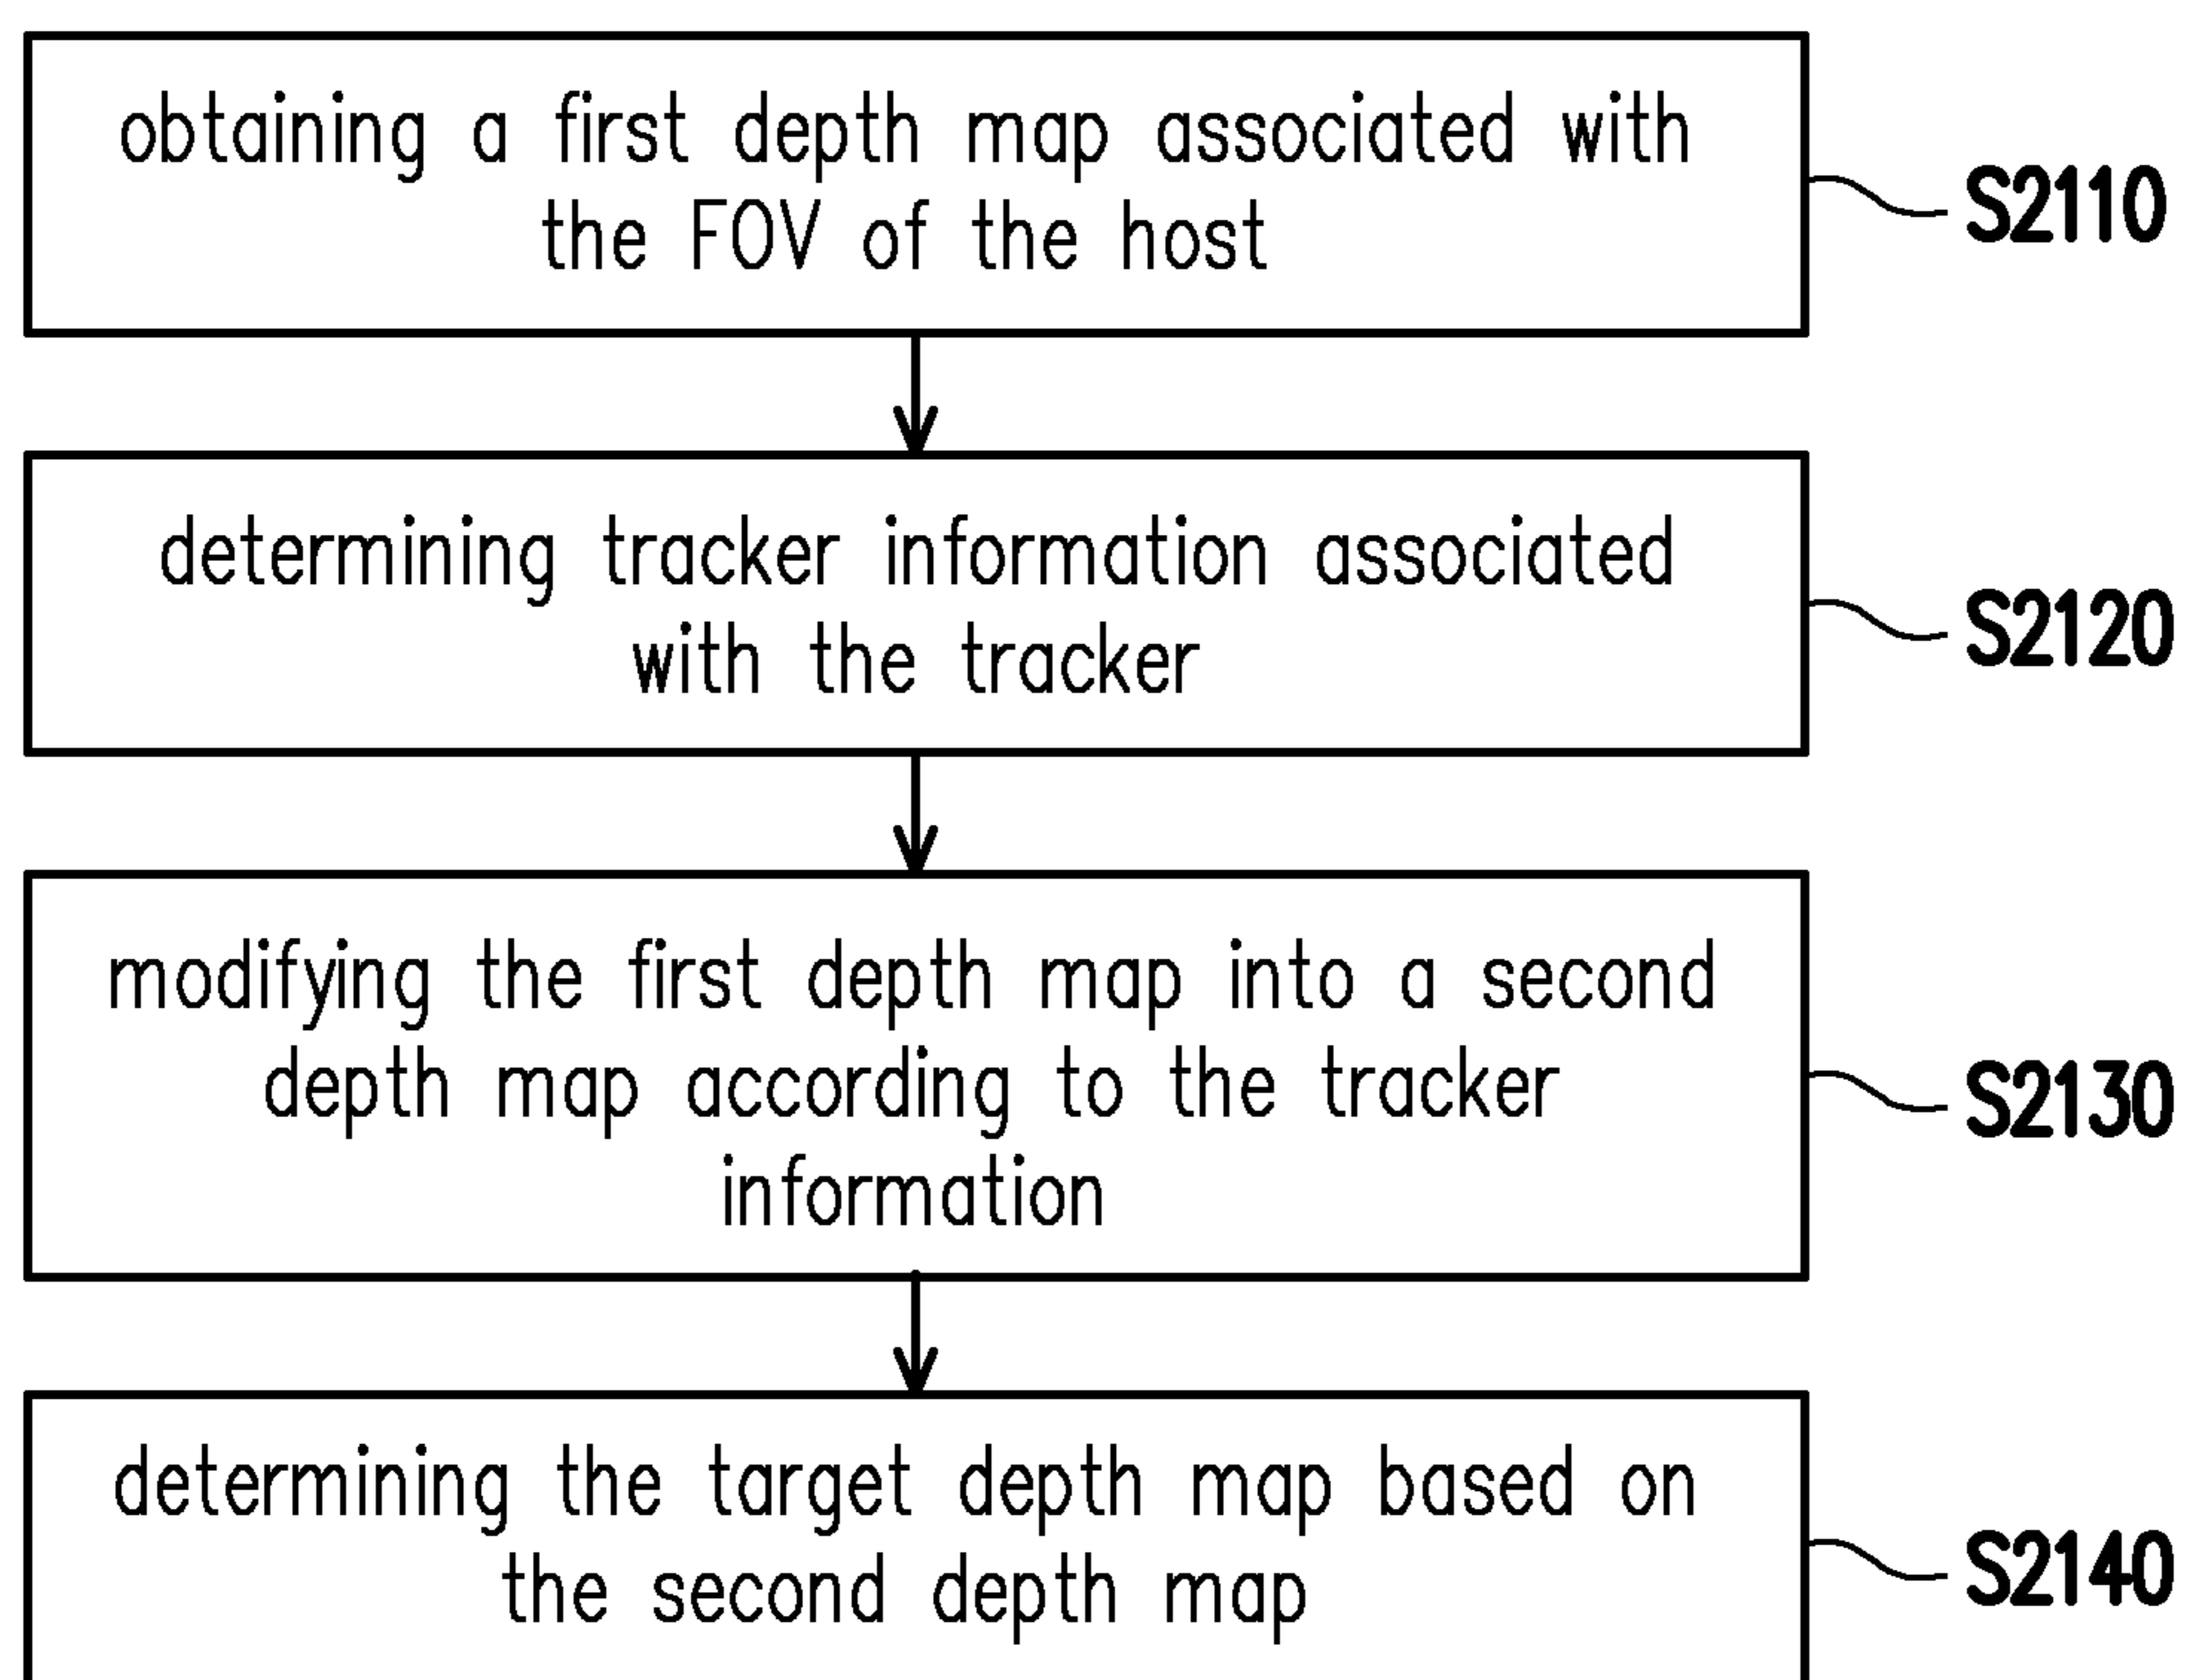 obtaining a first depth map associated with
the FOV of the host
S2110
determining tracker information associated
with the tracker
S2120
modifying the first depth map into a second
depth map according to the tracker
information
S2130
determining the target depth map based on
the second depth map
S2140